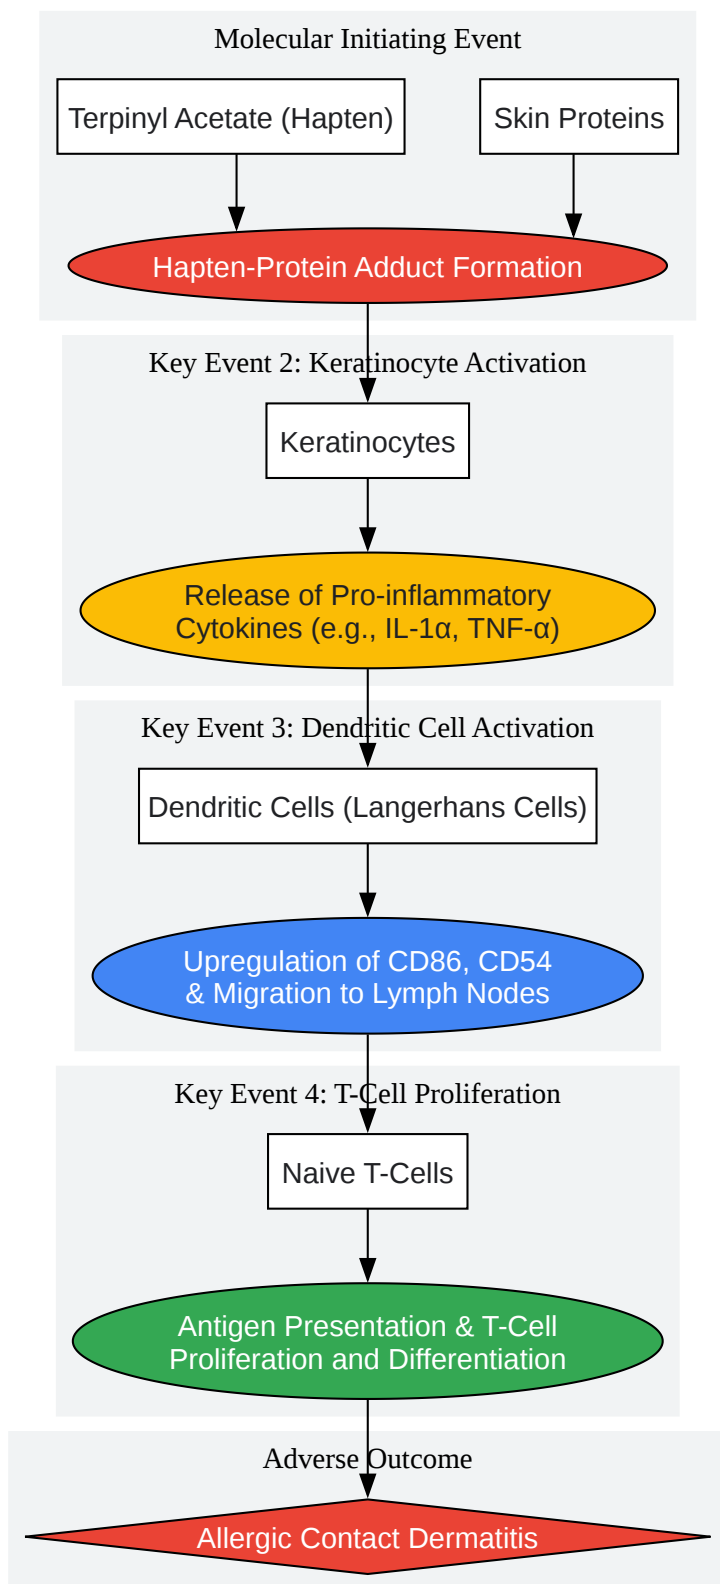 Molecular Initiating Event
Terpinyl Acetate (Hapten)
Skin Proteins
Hapten-Protein Adduct Formation
Key Event 2: Keratinocyte Activation
Keratinocytes
Release of Pro-inflammatory
Cytokines (e.g., IL-1α, TNF-α)
Key Event 3: Dendritic Cell Activation
Dendritic Cells (Langerhans Cells)
Upregulation of CD86, CD54
& Migration to Lymph Nodes
Key Event 4: T-Cell Proliferation
Naive T-Cells
Antigen Presentation & T-Cell
Proliferation and Differentiation
Adverse Outcome
Allergic Contact Dermatitis